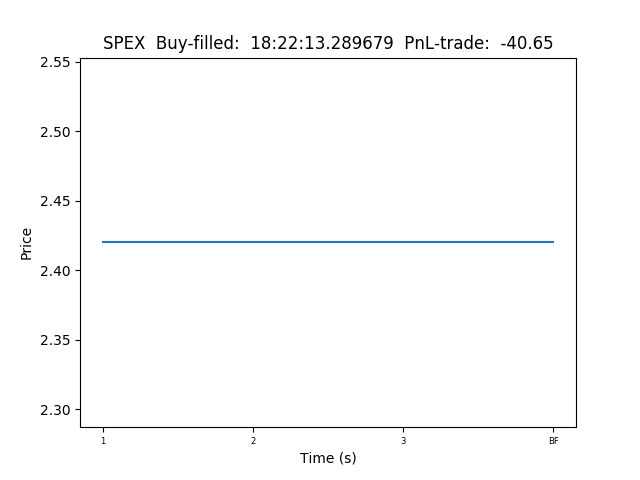 SPEX  Buy-filled:  18:22:13.289679  PnL-trade:  -40.65
2.55
2.50
2.45
2.40
2.35
2.30
Price
1 2 3 BF
Time (s)